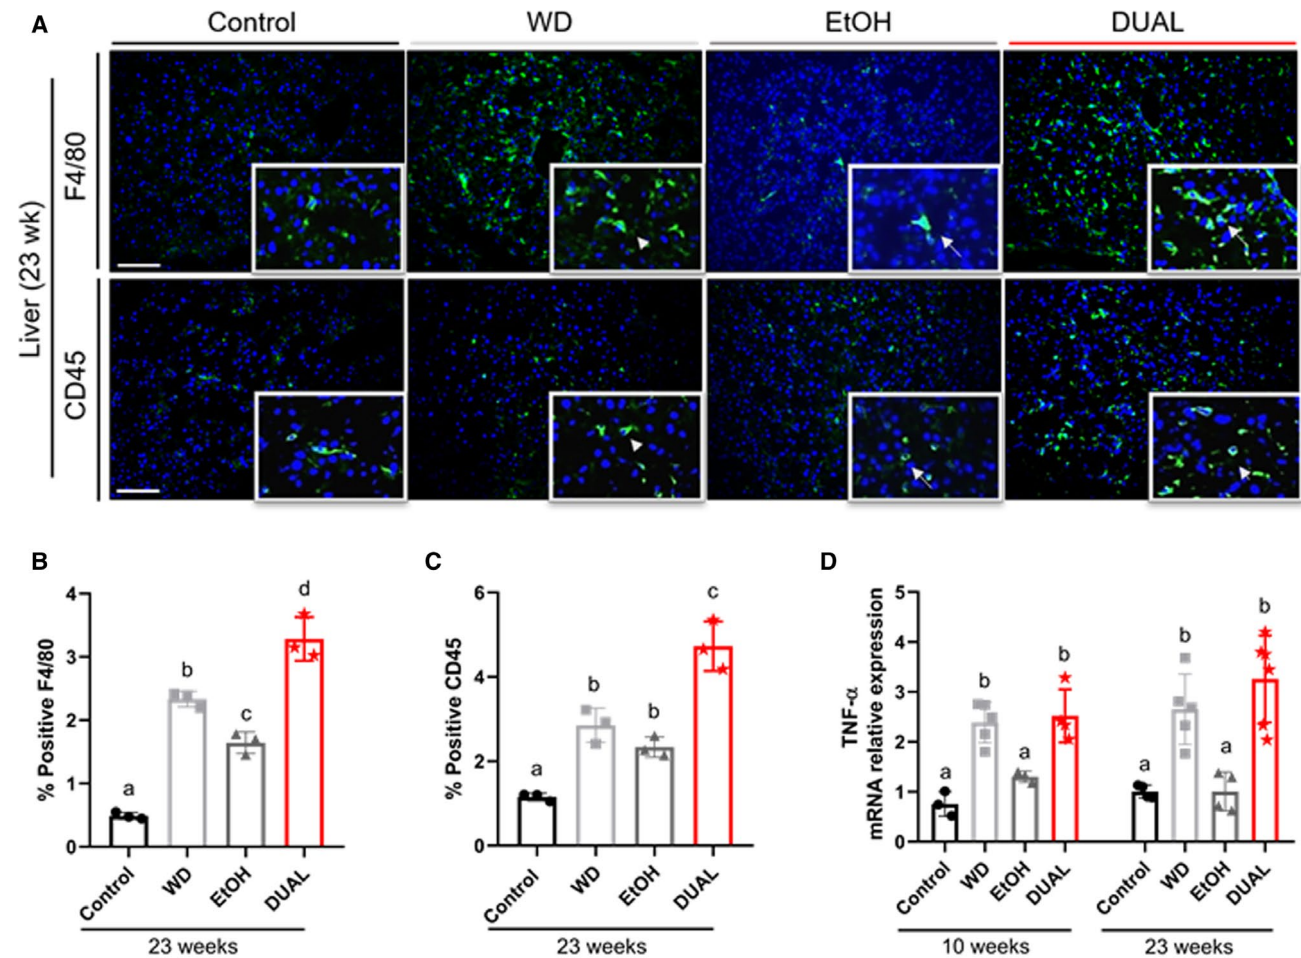 A
Control
WD
EtOH
DUAL
Liver (23 wk)
F4/80
CD45
B
% Positive F4/80
4
3
2
1
0
a
b
c
d
Control
WD
EtOH
DUAL
23 weeks
C
% Positive CD45
6
4
2
0
a
b
b
c
Control
WD
EtOH
DUAL
23 weeks
D
TNF-α
mRNA relative expression
5
4
3
2
1
0
a
b
a
b
a
b
a
b
Control
WD
EtOH
DUAL
Control
WD
EtOH
DUAL
10 weeks
23 weeks